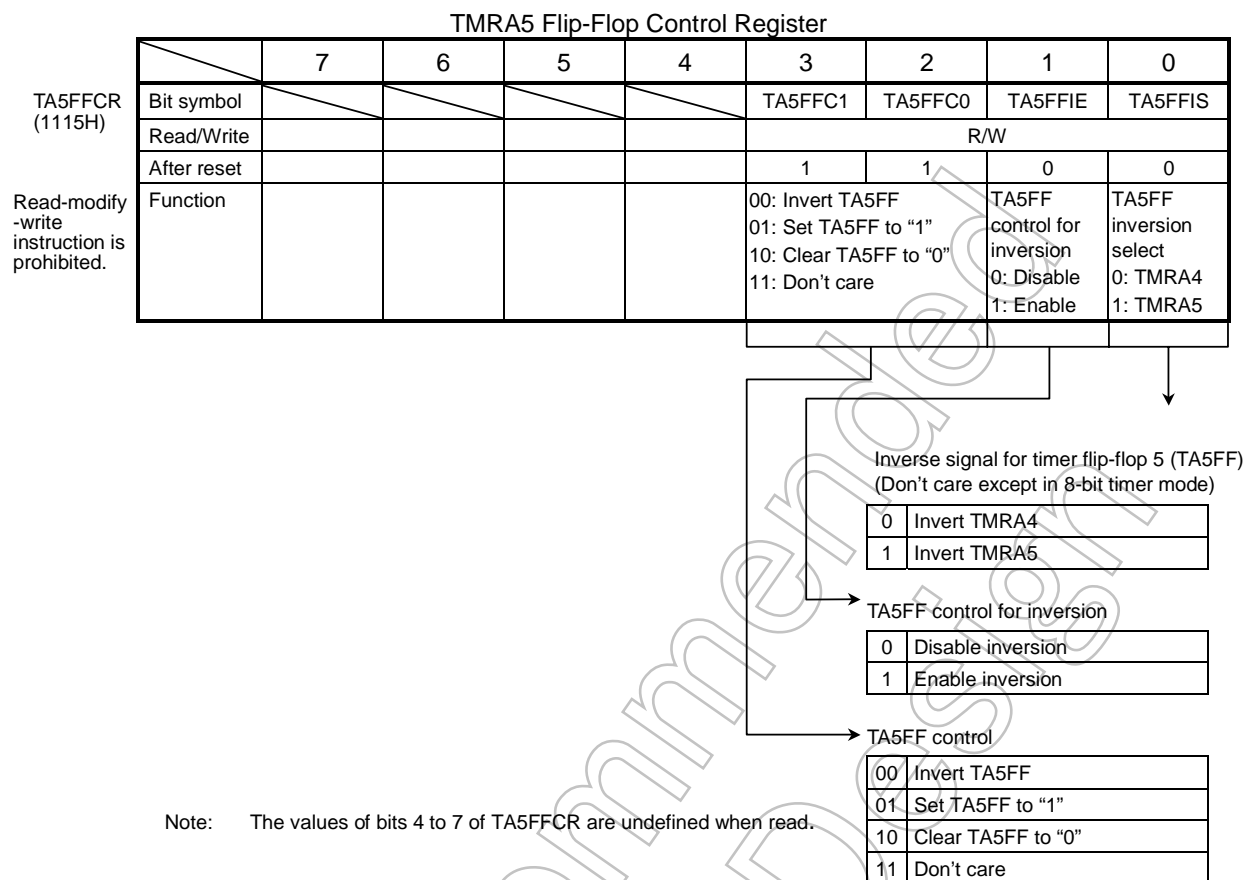 TMRA5 Flip-Flop Control Register
7 6 5 4 3 2 1 0
TA5FFCR
(1115H)
Bit symbol TA5FFC1 TA5FFC0 TA5FFIE TA5FFIS
Read/Write R/W
After reset 1 1 0 0
Read-modify
-write
instruction is
prohibited.
Function
00: Invert TA5FF
01: Set TA5FF to “1”
10: Clear TA5FF to “0”
11: Don’t care
TA5FF
control for
inversion
0: Disable
1: Enable
TA5FF
inversion
select
0: TMRA4
1: TMRA5
Inverse signal for timer flip-flop 5 (TA5FF)
(Don’t care except in 8-bit timer mode)
0 Invert TMRA4
1 Invert TMRA5
TA5FF control for inversion
0 Disable inversion
1 Enable inversion
TA5FF control
00 Invert TA5FF
01 Set TA5FF to “1”
10 Clear TA5FF to “0”
11 Don’t care
Note: The values of bits 4 to 7 of TA5FFCR are undefined when read.
ommended
Design